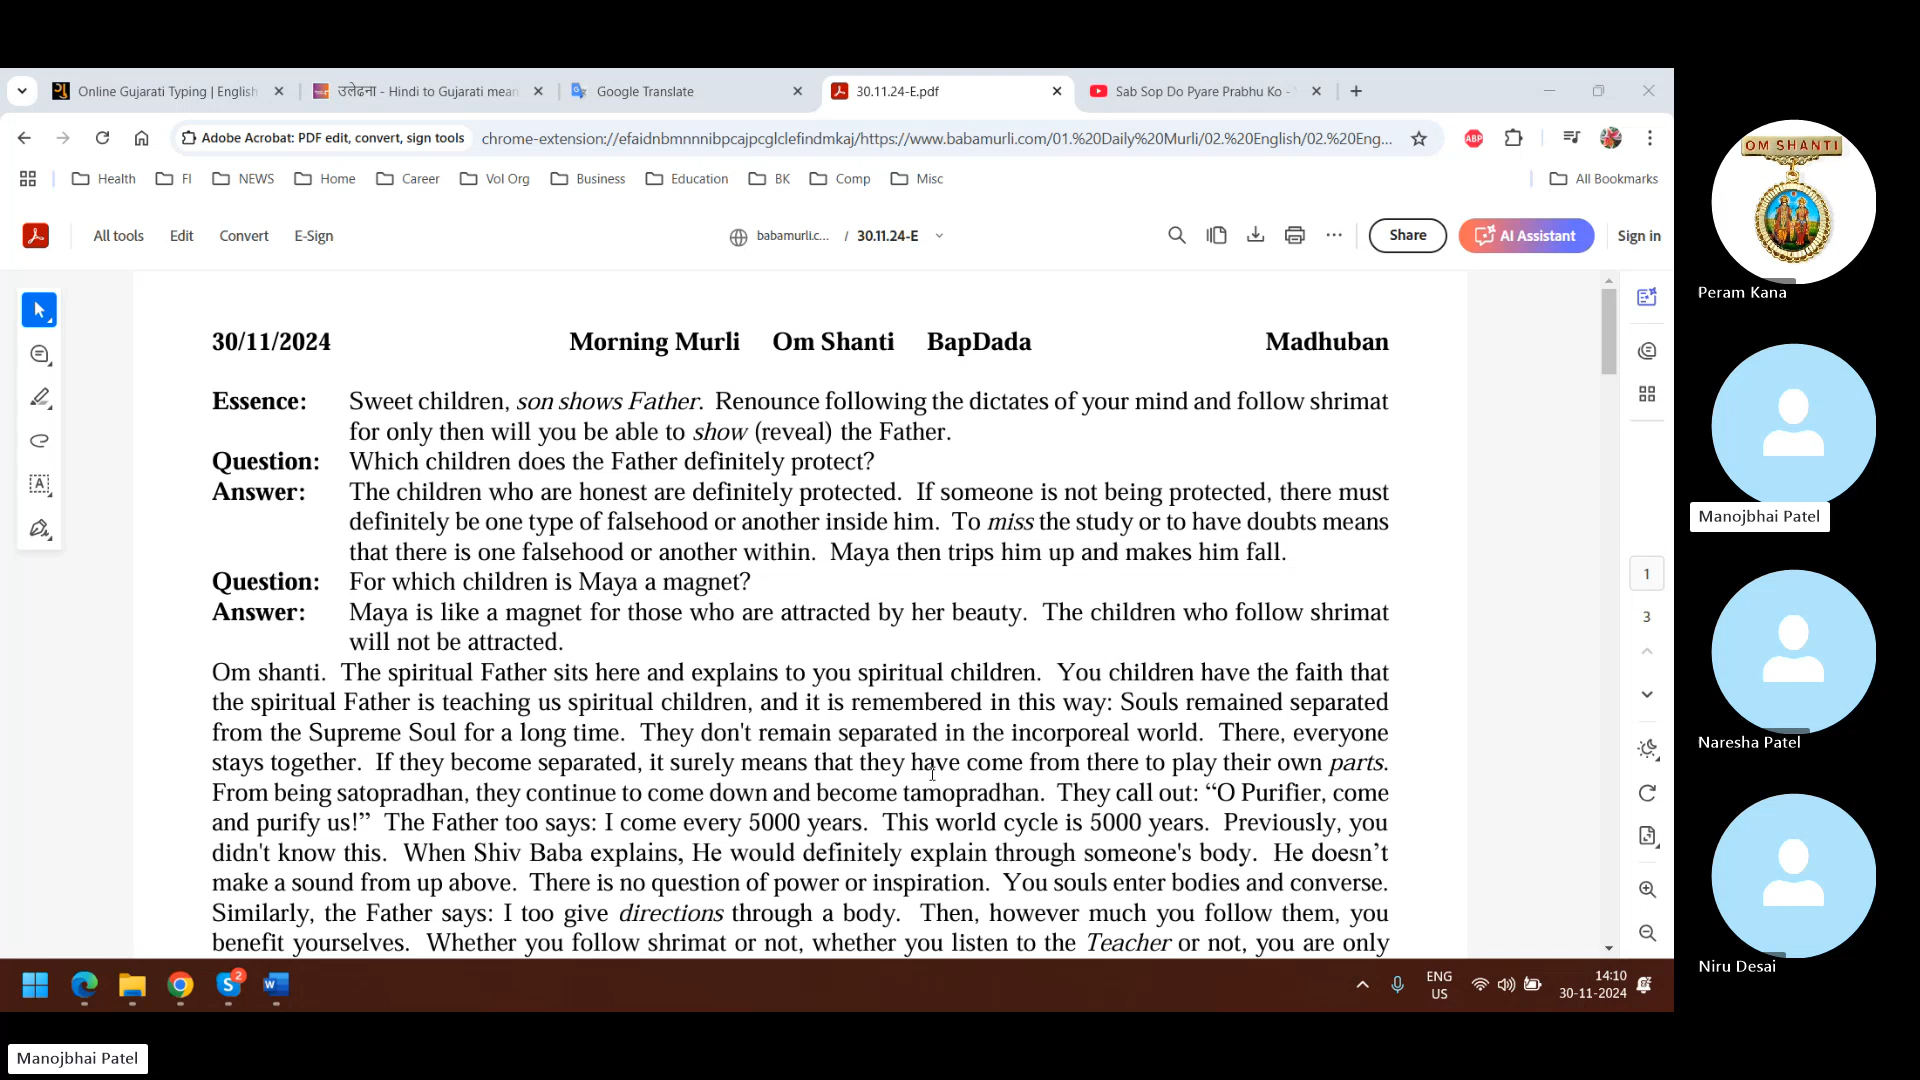 Online Gujarati Typing | English
उलेढना - Hindi to Gujarati mean
Google Translate
30.11.24-E.pdf
Sab Sop Do Pyare Prabhu Ko -
Adobe Acrobat: PDF edit, convert, sign tools
chrome-extension://efaidnbmnnnibpcajpcglclefindmkaj/https://www.babamurli.com/01.%20Daily%20Murli/02.%20English/02.%20Eng...
ABP
Health
FI
NEWS
Home
Career
Vol Org
Business
Education
BK
Comp
Misc
All Bookmarks
All tools
Edit
Convert
E-Sign
babamurli.c... / 30.11.24-E
Share
AI Assistant
Sign in
30/11/2024 Morning Murli Om Shanti BapDada Madhuban
Essence: Sweet children, son shows Father. Renounce following the dictates of your mind and follow shrimat
for only then will you be able to show (reveal) the Father.
Question: Which children does the Father definitely protect?
Answer: The children who are honest are definitely protected. If someone is not being protected, there must
definitely be one type of falsehood or another inside him. To miss the study or to have doubts means
that there is one falsehood or another within. Maya then trips him up and makes him fall.
Question: For which children is Maya a magnet?
Answer: Maya is like a magnet for those who are attracted by her beauty. The children who follow shrimat
will not be attracted.
Om shanti. The spiritual Father sits here and explains to you spiritual children. You children have the faith that
the spiritual Father is teaching us spiritual children, and it is remembered in this way: Souls remained separated
from the Supreme Soul for a long time. They don't remain separated in the incorporeal world. There, everyone
stays together. If they become separated, it surely means that they have come from there to play their own parts.
From being satopradhan, they continue to come down and become tamopradhan. They call out: “O Purifier, come
and purify us!” The Father too says: I come every 5000 years. This world cycle is 5000 years. Previously, you
didn't know this. When Shiv Baba explains, He would definitely explain through someone's body. He doesn’t
make a sound from up above. There is no question of power or inspiration. You souls enter bodies and converse.
Similarly, the Father says: I too give directions through a body. Then, however much you follow them, you
benefit yourselves. Whether you follow shrimat or not, whether you listen to the Teacher or not, you are only
1
3
2
ENG
US
14:10
30-11-2024
OM SHANTI
Peram Kana
Manojbhai Patel
Naresha Patel
Niru Desai
Manojbhai Patel